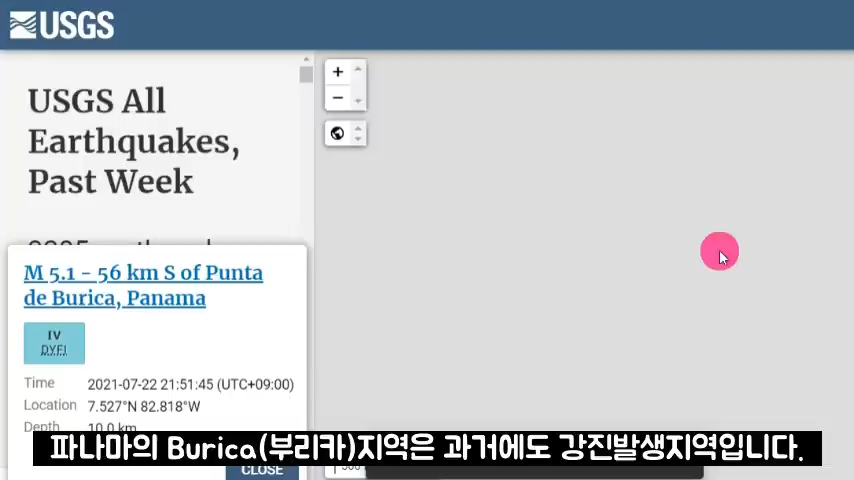 USGS
USGS All
Earthquakes,
Past Week
+
−
M 5.1 - 56 km S of Punta
de Burica, Panama
IV
DYFI
Time 2021-07-22 21:51:45 (UTC+09:00)
Location 7.527°N 82.818°W
Depth 10.0 km
파나마의 Burica(부리카)지역은 과거에도 강진발생지역입니다.
CLOSE